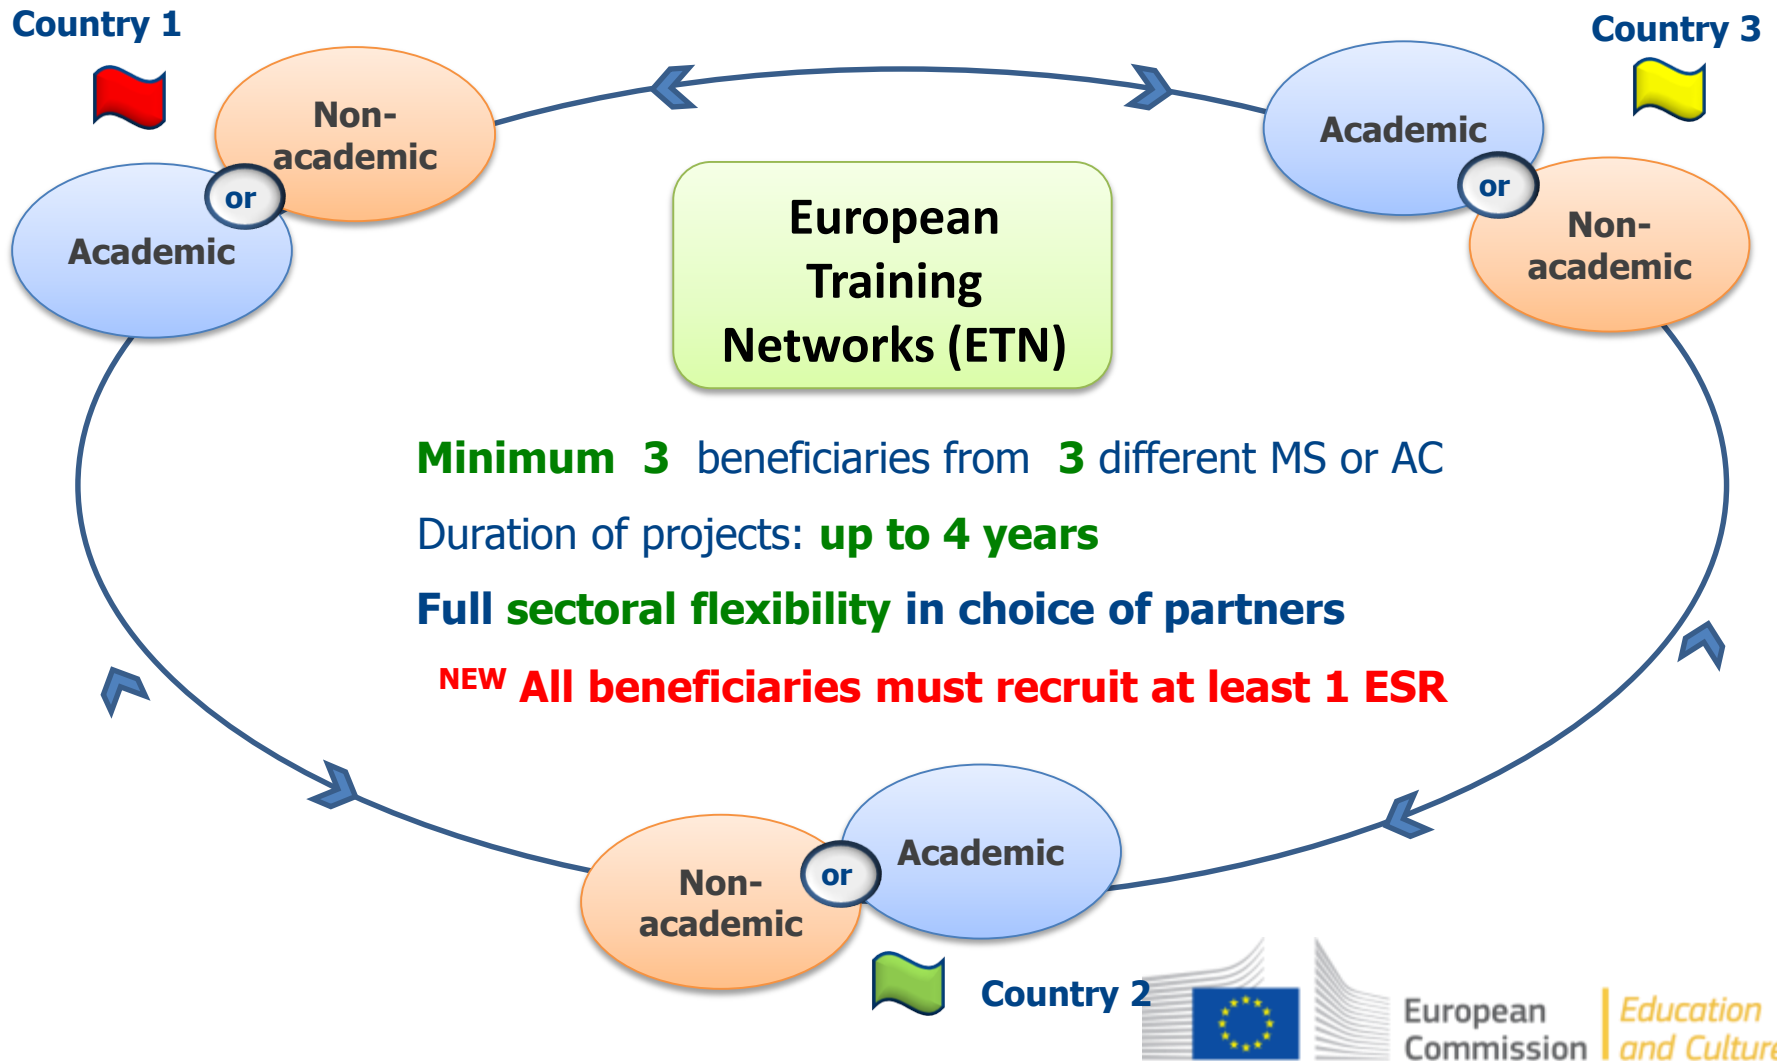 Country 1
Country 3
Non-
academic
or
Academic
Academic
or
Non-
academic
European
Training
Networks (ETN)
Minimum 3 beneficiaries from 3 different MS or AC
Duration of projects: up to 4 years
Full sectoral flexibility in choice of partners
NEW All beneficiaries must recruit at least 1 ESR
Non-
academic
or
Academic
Country 2
European
Commission
Education
and Culture